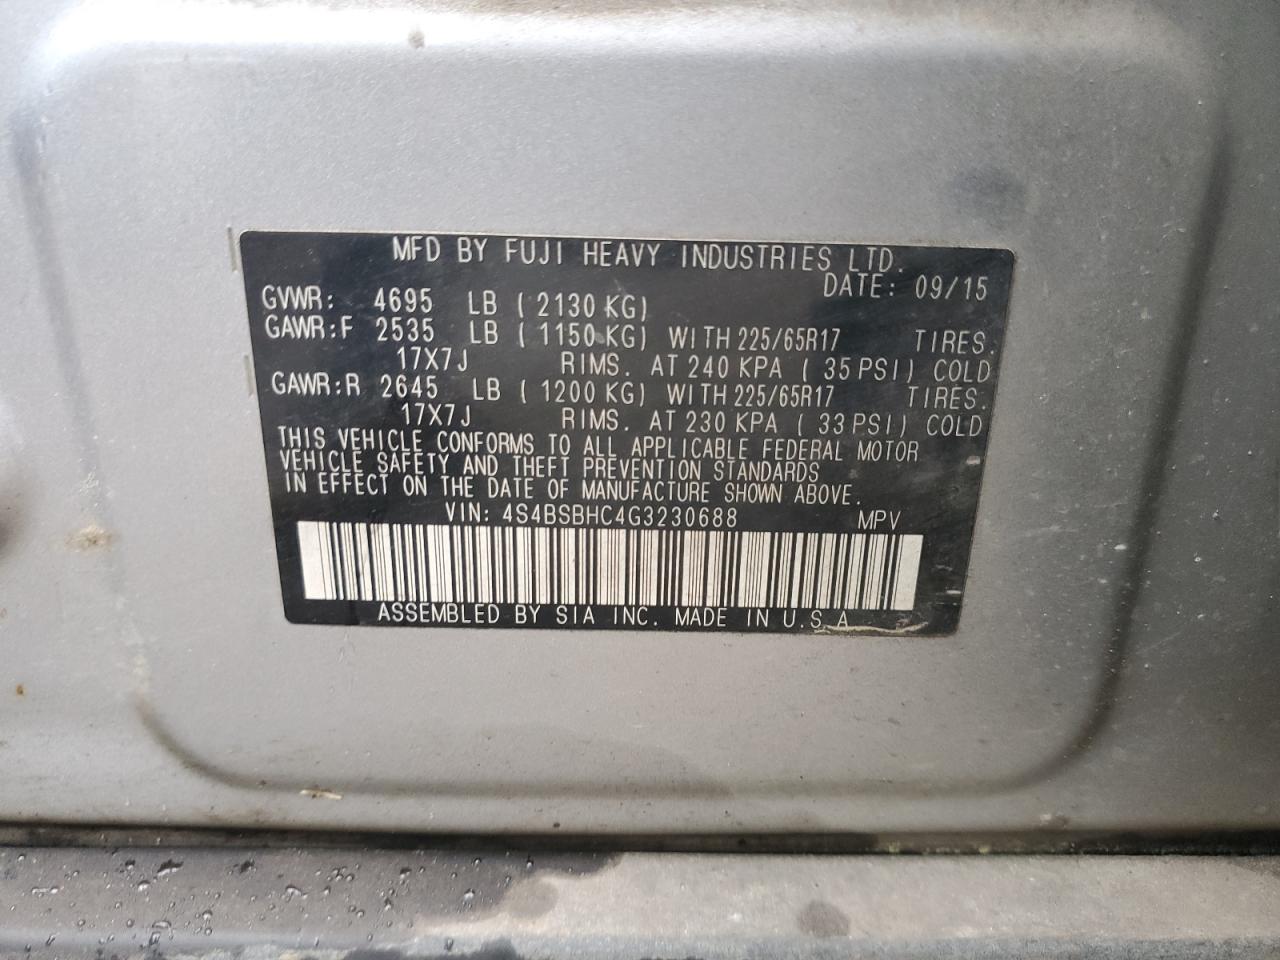 MFD BY FUJI HEAVY INDUSTRIES LTD.
DATE: 09/15
GVWR: 4695 LB ( 2130 KG)
GAWR:F 2535 LB ( 1150 KG) WITH 225/65R17 TIRES.
17X7J RIMS. AT 240 KPA ( 35 PSI) COLD
GAWR:R 2645 LB ( 1200 KG) WITH 225/65R17 TIRES.
17X7J RIMS. AT 230 KPA ( 33 PSI) COLD
THIS VEHICLE CONFORMS TO ALL APPLICABLE FEDERAL MOTOR
VEHICLE SAFETY AND THEFT PREVENTION STANDARDS
IN EFFECT ON THE DATE OF MANUFACTURE SHOWN ABOVE.
VIN: 4S4BSBHC4G3230688 MPV
ASSEMBLED BY SIA INC. MADE IN U.S.A